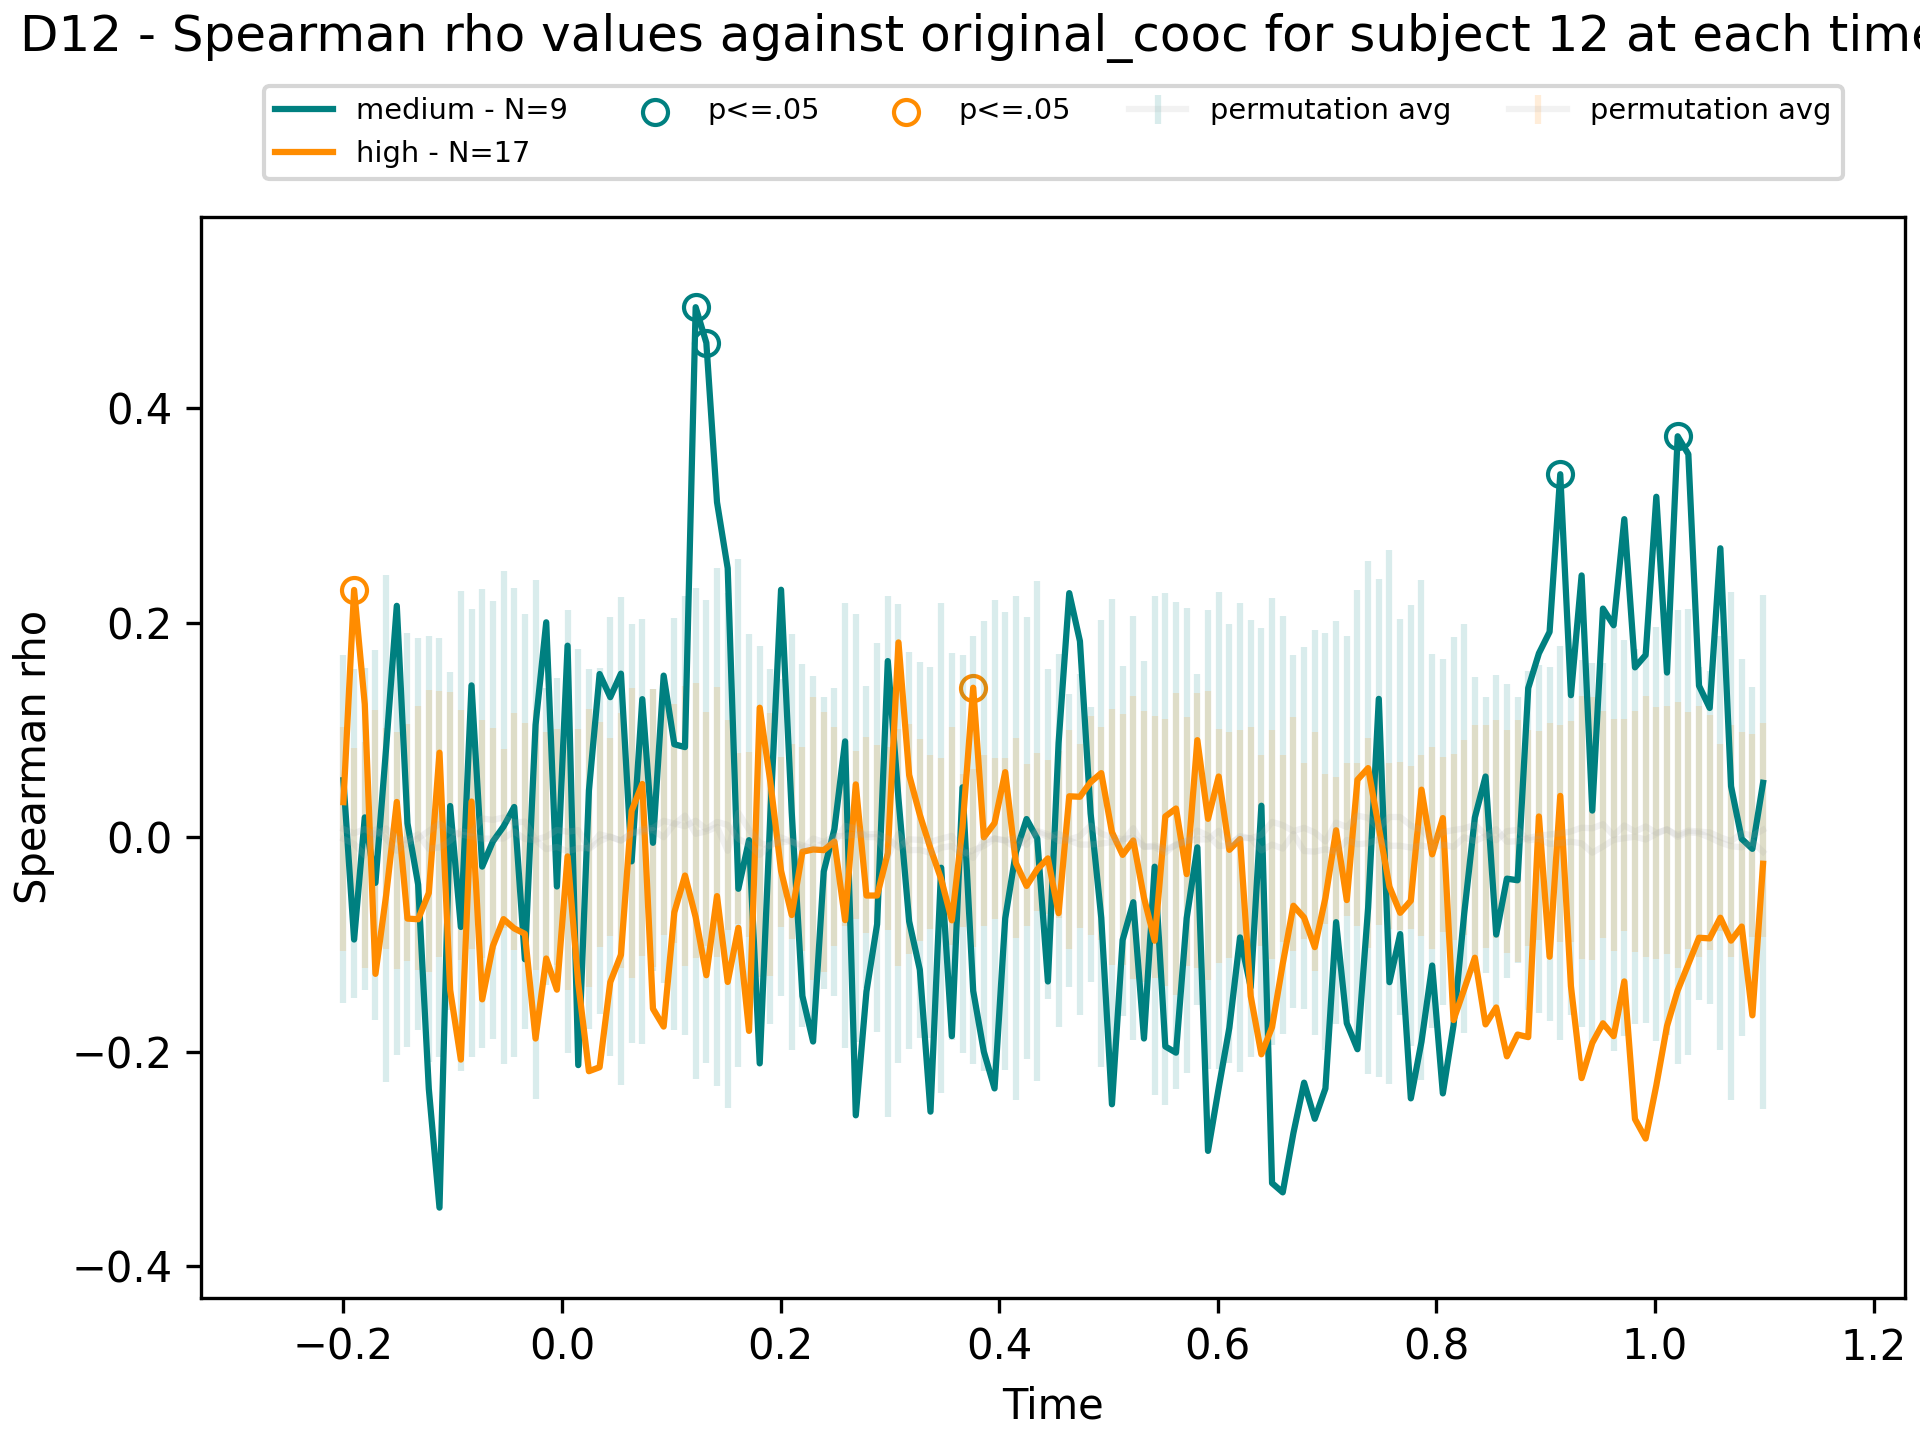 D12 - Spearman rho values against original_cooc for subject 12 at each time
medium - N=9
high - N=17
p<=.05
p<=.05
permutation avg
permutation avg
Spearman rho
0.4
0.2
0.0
−0.2
−0.4
−0.2 0.0 0.2 0.4 0.6 0.8 1.0 1.2
Time